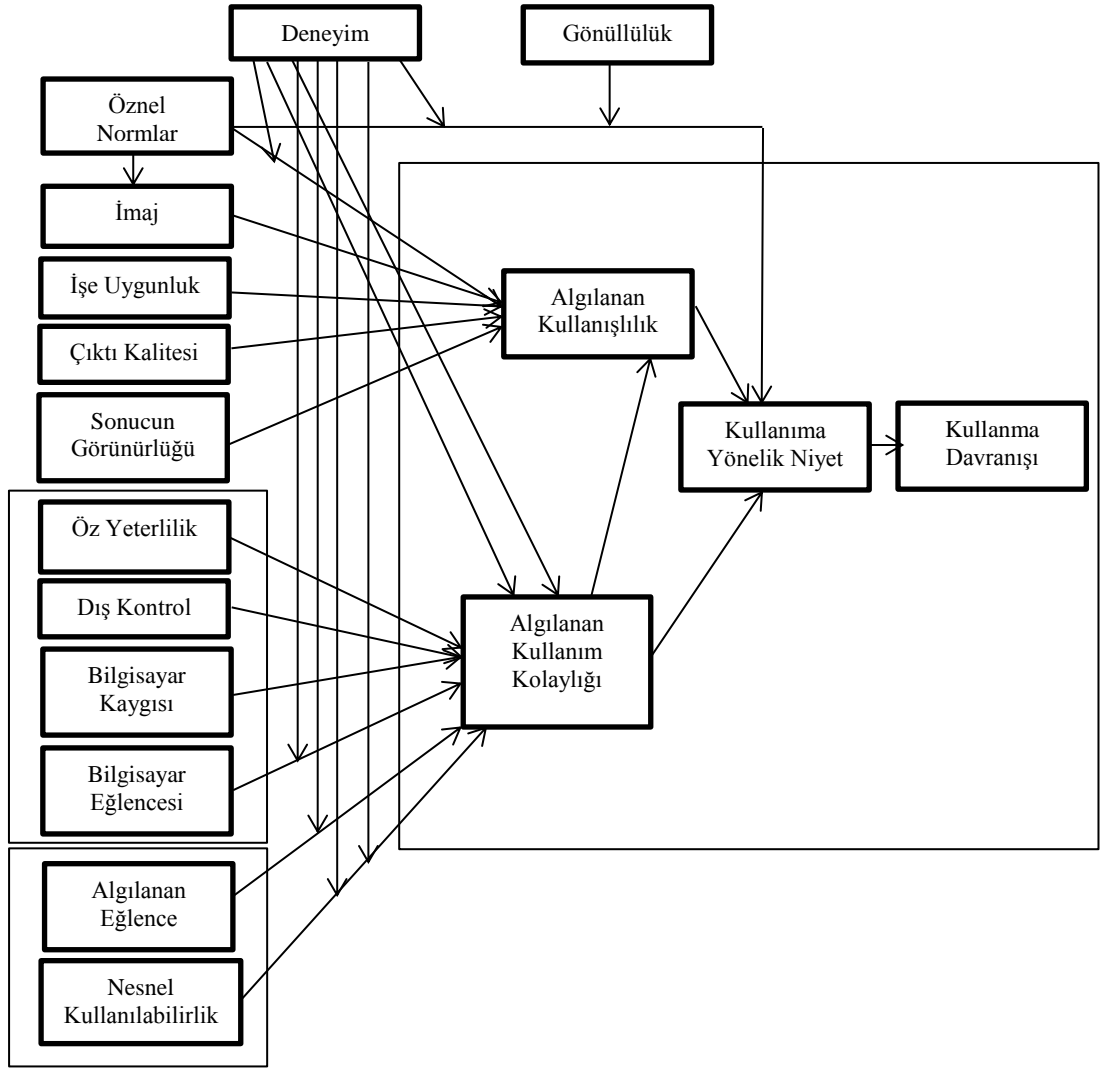 Deneyim
Gönüllülük
Öznel
Normlar
İmaj
İşe Uygunluk
Çıktı Kalitesi
Sonucun
Görünürlüğü
Öz Yeterlilik
Dış Kontrol
Bilgisayar
Kaygısı
Bilgisayar
Eğlencesi
Algılanan
Eğlence
Nesnel
Kullanılabilirlik
Algılanan
Kullanışlılık
Algılanan
Kullanım
Kolaylığı
Kullanıma
Yönelik Niyet
Kullanma
Davranışı